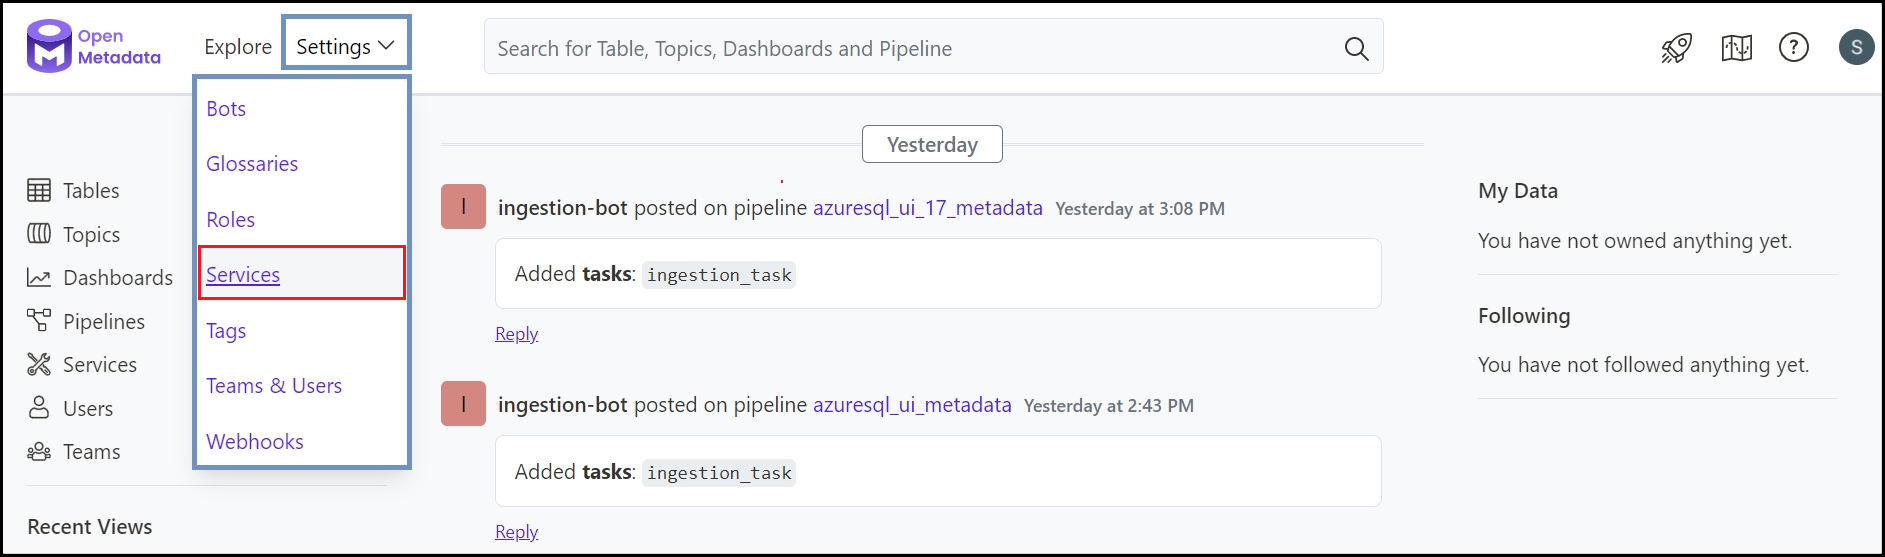 Open
Metadata
Explore
Settings
Search for Table, Topics, Dashboards and Pipeline
?
S
Bots
Glossaries
Roles
Services
Tags
Teams & Users
Webhooks
Tables
Topics
Dashboards
Pipelines
Services
Users
Teams
Recent Views
Yesterday
I
ingestion-bot posted on pipeline azuresql_ui_17_metadata Yesterday at 3:08 PM
Added tasks: ingestion_task
Reply
I
ingestion-bot posted on pipeline azuresql_ui_metadata Yesterday at 2:43 PM
Added tasks: ingestion_task
Reply
My Data
You have not owned anything yet.
Following
You have not followed anything yet.